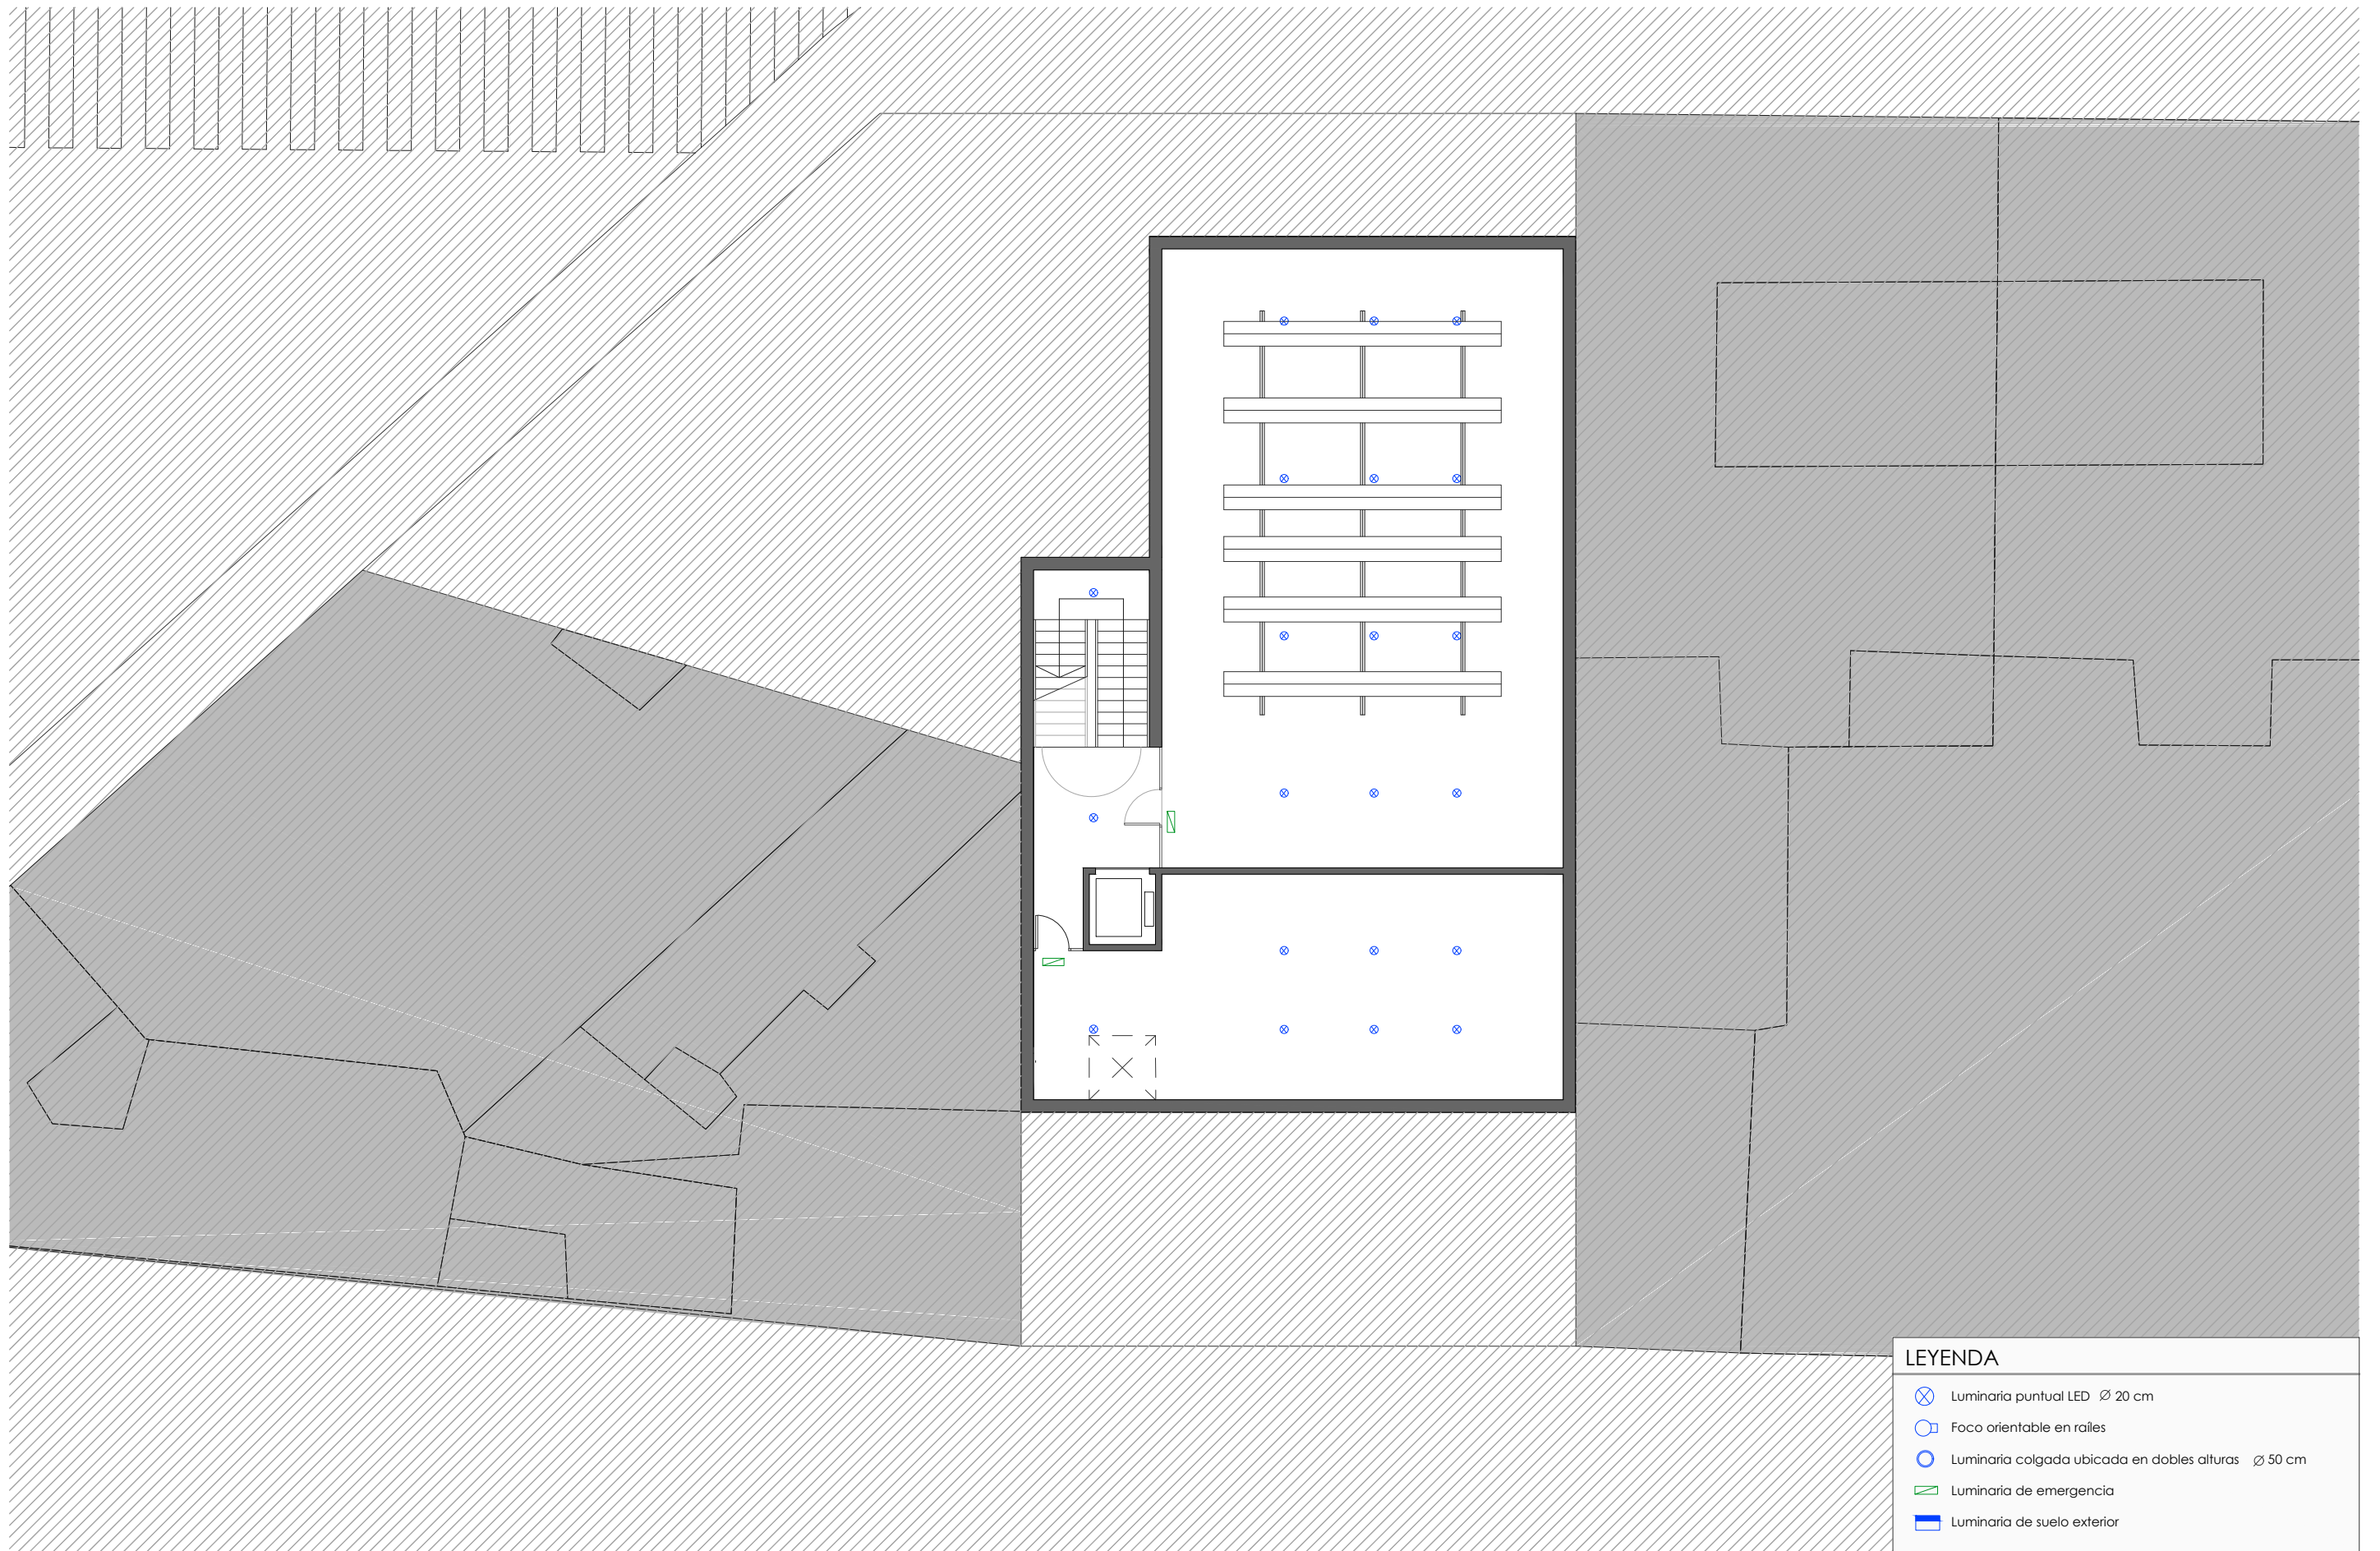 LEYENDA
Luminaria puntual LED ∅ 20 cm
Foco orientable en raíles
Luminaria colgada ubicada en dobles alturas ∅ 50 cm
Luminaria de emergencia
Luminaria de suelo exterior